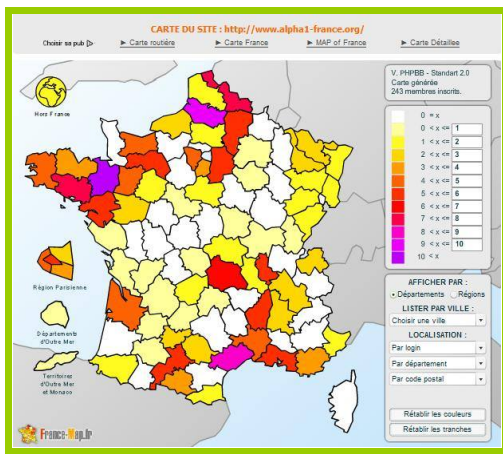 CARTE DU SITE : http://www.alpha1-france.org/
Choisir sa pub ▷ ► Carte routière ► Carte France ► MAP of France ► Carte Détaillee
V. PHPBB - Standart 2.0
Carte générée
243 membres inscrits.
Hors France
0 = x
0 < x <= 1
1 < x <= 2
2 < x <= 3
3 < x <= 4
4 < x <= 5
5 < x <= 6
6 < x <= 7
7 < x <= 8
8 < x <= 9
9 < x <= 10
10 < x
Région Parisienne
Départements
d'Outre Mer
Territoires
d'Outre Mer
et Monaco
AFFICHER PAR :
Départements Régions
LISTER PAR VILLE :
Choisir une ville
LOCALISATION :
Par login
Par département
Par code postal
Rétablir les couleurs
Rétablir les tranches
France-Map.fr